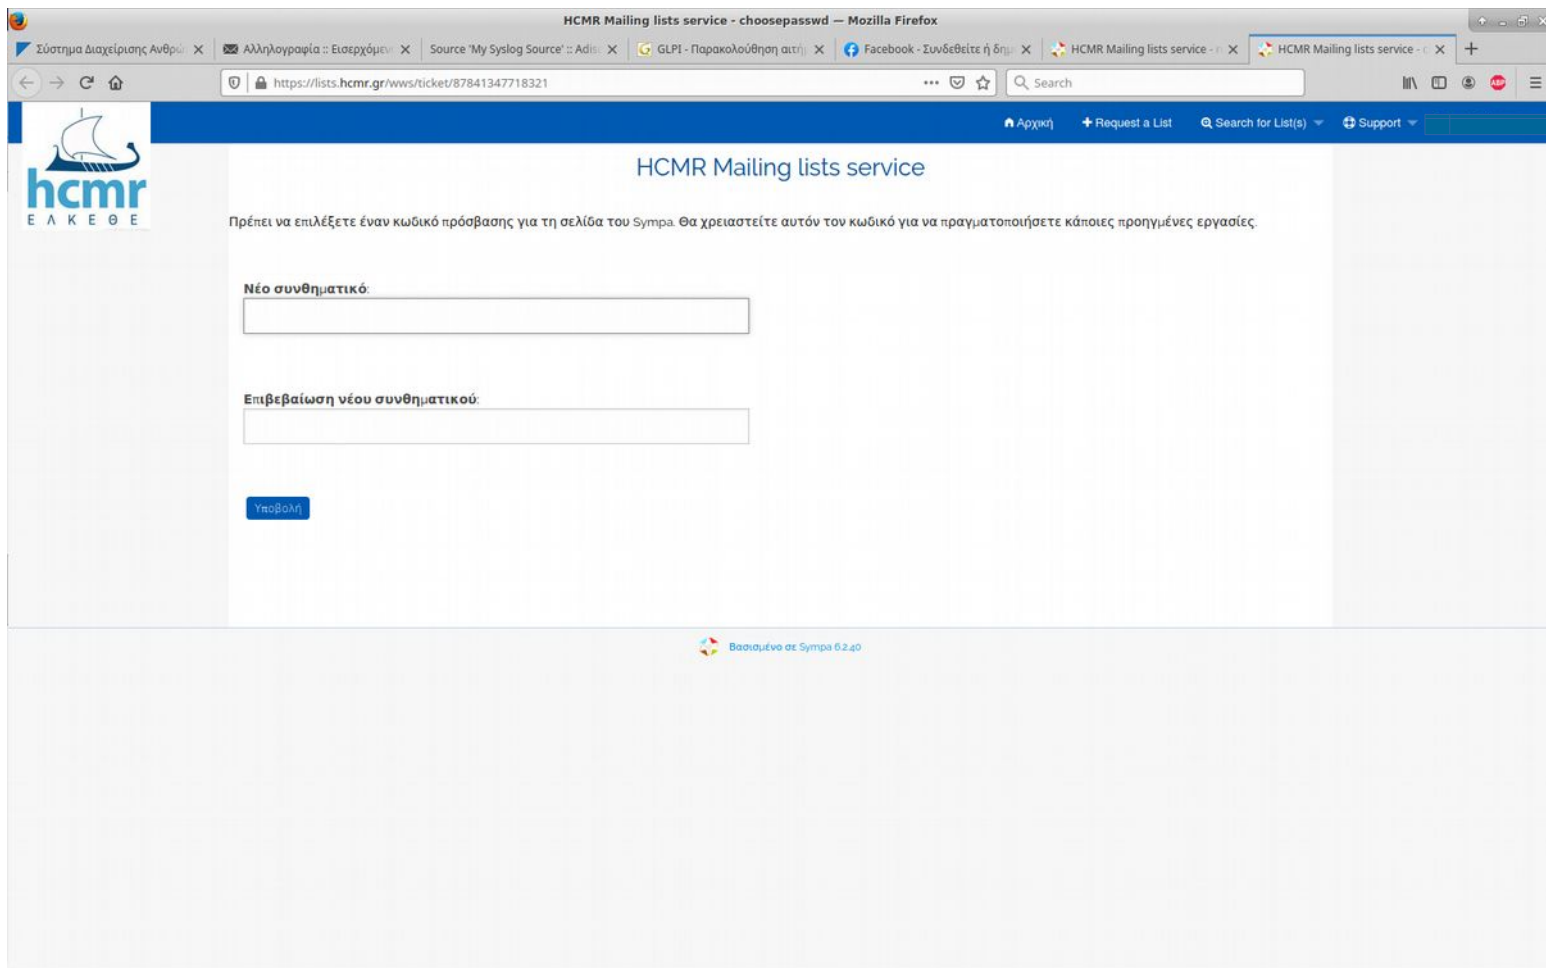 HCMR Mailing lists service - choosepasswd — Mozilla Firefox
Σύστημα Διαχείρισης Ανθρώ
Αλληλογραφία :: Εισερχόμεν
Source 'My Syslog Source' :: Adis
GLPI - Παρακολούθηση αιτή
Facebook - Συνδεθείτε ή δημ
HCMR Mailing lists service - n
HCMR Mailing lists service - c
https://lists.hcmr.gr/wws/ticket/87841347718321
Search
ABP
Αρχική
Request a List
Search for List(s)
Support
hcmr
ΕΛΚΕΘΕ
HCMR Mailing lists service
Πρέπει να επιλέξετε έναν κωδικό πρόσβασης για τη σελίδα του Sympa. Θα χρειαστείτε αυτόν τον κωδικό για να πραγματοποιήσετε κάποιες προηγμένες εργασίες.
Νέο συνθηματικό:
Επιβεβαίωση νέου συνθηματικού:
Υποβολή
Βασισμένο σε Sympa 6.2.40